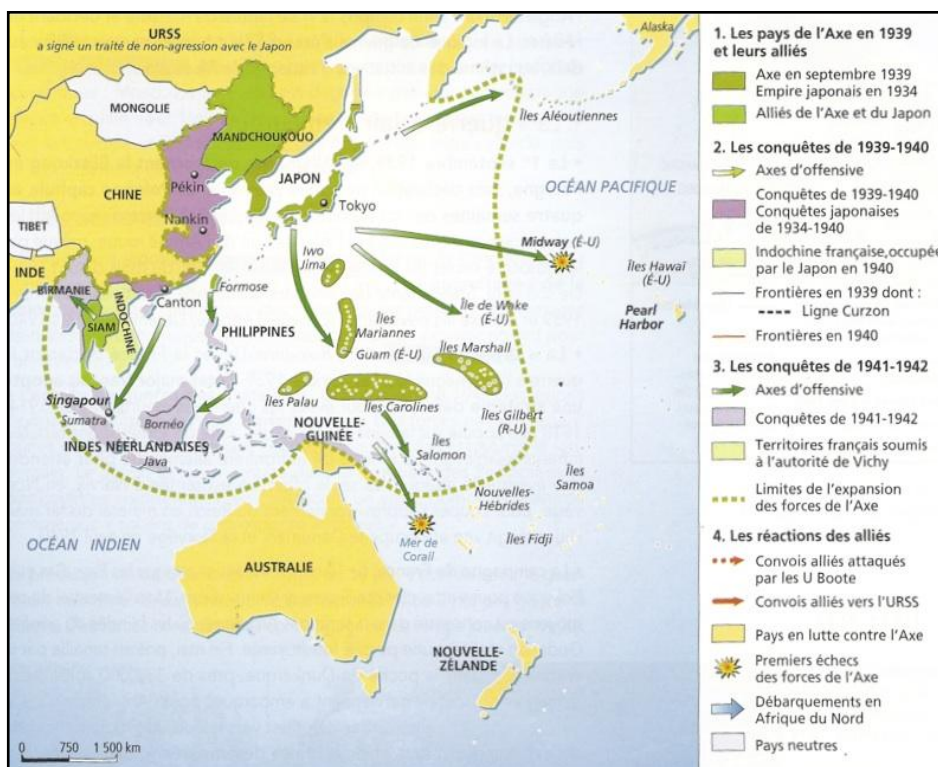 URSS
a signé un traité de non-agression avec le Japon
Alaska
MONGOLIE
MANDCHOUKOUO
Îles Aléoutiennes
CHINE
Pékin
JAPON
Tokyo
OCÉAN PACIFIQUE
Nankin
TIBET
Iwo
Jima
Midway (É-U)
Îles Hawaï
(É-U)
INDE
BIRMANIE
Canton
Formose
Île de Wake
(É-U)
Pearl
Harbor
INDOCHINE
SIAM
PHILIPPINES
Îles
Mariannes
Guam (É-U)
Îles Marshall
Singapour
Sumatra
Bornéo
Îles Palau
Îles Carolines
Îles Gilbert
(R-U)
NOUVELLE-
GUINÉE
INDES NÉERLANDAISES
Java
Îles
Salomon
Îles
Samoa
Nouvelles-
Hébrides
Îles Fidji
OCÉAN INDIEN
Mer de
Corail
AUSTRALIE
NOUVELLE-
ZÉLANDE
0 750 1 500 km
1. Les pays de l'Axe en 1939
et leurs alliés
Axe en septembre 1939
Empire japonais en 1934
Alliés de l'Axe et du Japon
2. Les conquêtes de 1939-1940
Axes d'offensive
Conquêtes de 1939-1940
Conquêtes japonaises
de 1934-1940
Indochine française, occupée
par le Japon en 1940
Frontières en 1939 dont :
Ligne Curzon
Frontières en 1940
3. Les conquêtes de 1941-1942
Axes d'offensive
Conquêtes de 1941-1942
Territoires français soumis
à l'autorité de Vichy
Limites de l'expansion
des forces de l'Axe
4. Les réactions des alliés
Convois alliés attaqués
par les U Boote
Convois alliés vers l'URSS
Pays en lutte contre l'Axe
Premiers échecs
des forces de l'Axe
Débarquements en
Afrique du Nord
Pays neutres